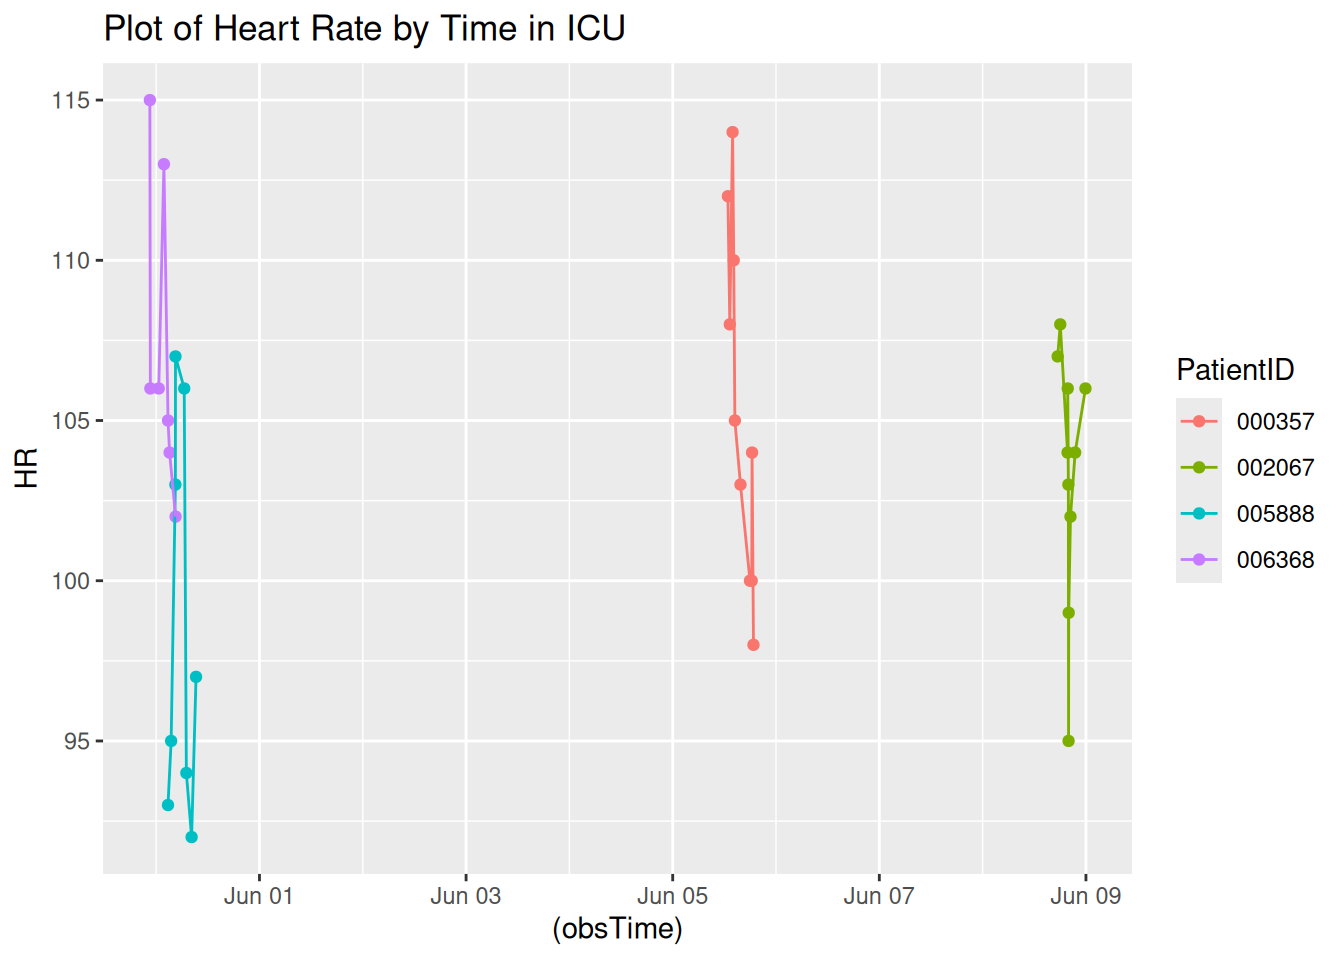 Plot of Heart Rate by Time in ICU
115
110
105
100
95
HR
Jun 01 Jun 03 Jun 05 Jun 07 Jun 09
(obsTime)
PatientID
000357
002067
005888
006368